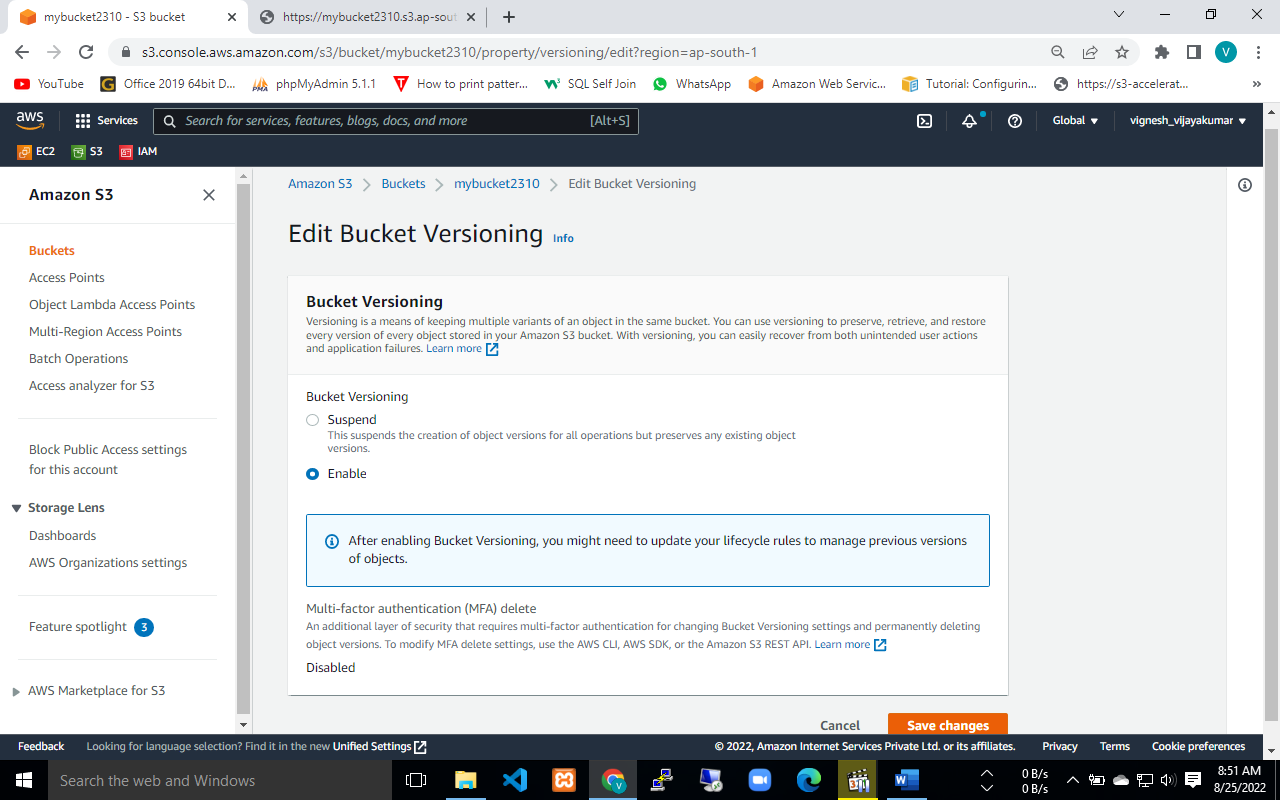 mybucket2310 - S3 bucket
https://mybucket2310.s3.ap-sout
s3.console.aws.amazon.com/s3/bucket/mybucket2310/property/versioning/edit?region=ap-south-1
V
YouTube
Office 2019 64bit D...
phpMyAdmin 5.1.1
How to print patter...
SQL Self Join
WhatsApp
Amazon Web Servic...
Tutorial: Configurin...
https://s3-accelerat...
»
aws
Services
Search for services, features, blogs, docs, and more
[Alt+S]
Global
vignesh_vijayakumar
EC2
S3
IAM
Amazon S3
Buckets
Access Points
Object Lambda Access Points
Multi-Region Access Points
Batch Operations
Access analyzer for S3
Block Public Access settings
for this account
Storage Lens
Dashboards
AWS Organizations settings
Feature spotlight 3
AWS Marketplace for S3
Amazon S3 > Buckets > mybucket2310 > Edit Bucket Versioning
Edit Bucket Versioning Info
Bucket Versioning
Versioning is a means of keeping multiple variants of an object in the same bucket. You can use versioning to preserve, retrieve, and restore
every version of every object stored in your Amazon S3 bucket. With versioning, you can easily recover from both unintended user actions
and application failures. Learn more
Bucket Versioning
Suspend
This suspends the creation of object versions for all operations but preserves any existing object
versions.
Enable
After enabling Bucket Versioning, you might need to update your lifecycle rules to manage previous versions
of objects.
Multi-factor authentication (MFA) delete
An additional layer of security that requires multi-factor authentication for changing Bucket Versioning settings and permanently deleting
object versions. To modify MFA delete settings, use the AWS CLI, AWS SDK, or the Amazon S3 REST API. Learn more
Disabled
Cancel
Save changes
Feedback
Looking for language selection? Find it in the new Unified Settings
© 2022, Amazon Internet Services Private Ltd. or its affiliates.
Privacy
Terms
Cookie preferences
Search the web and Windows
0 B/s
0 B/s
8:51 AM
8/25/2022